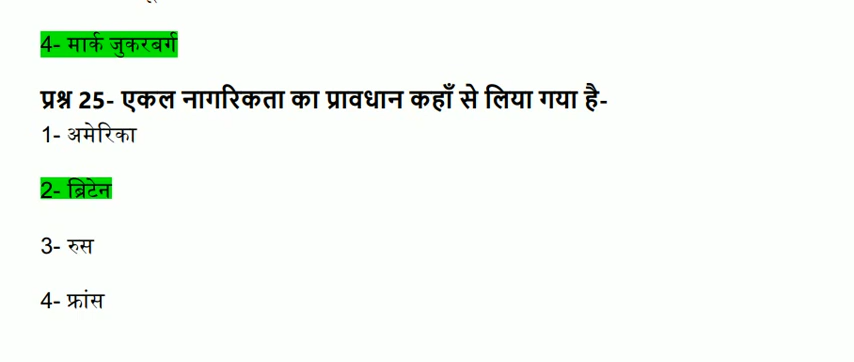 4- मार्क जुकरबर्ग
प्रश्न 25- एकल नागरिकता का प्रावधान कहाँ से लिया गया है-
1- अमेरिका
2- ब्रिटेन
3- रुस
4- फ्रांस